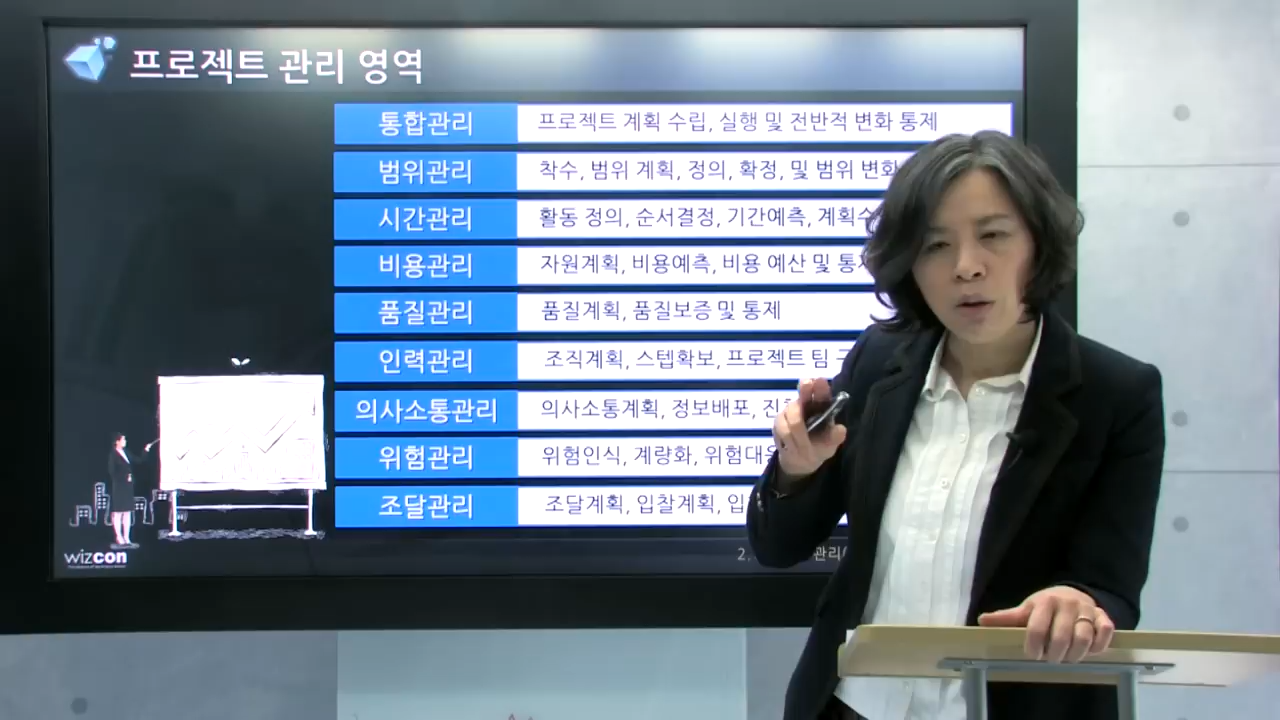 프로젝트 관리 영역
통합관리 프로젝트 계획 수립, 실행 및 전반적 변화 통제
범위관리 착수, 범위 계획, 정의, 확정, 및 범위 변화
시간관리 활동 정의, 순서결정, 기간예측,
비용관리 자원계획, 비용예측, 비용 예산 및
품질관리 품질계획, 품질보증 및 통제
인력관리 조직계획, 스텝확보, 프로젝트 팀
의사소통관리 의사소통계획, 정보배포,
위험관리 위험인식, 계량화,
조달관리 조달계획, 입찰계획,
wizcon
2.